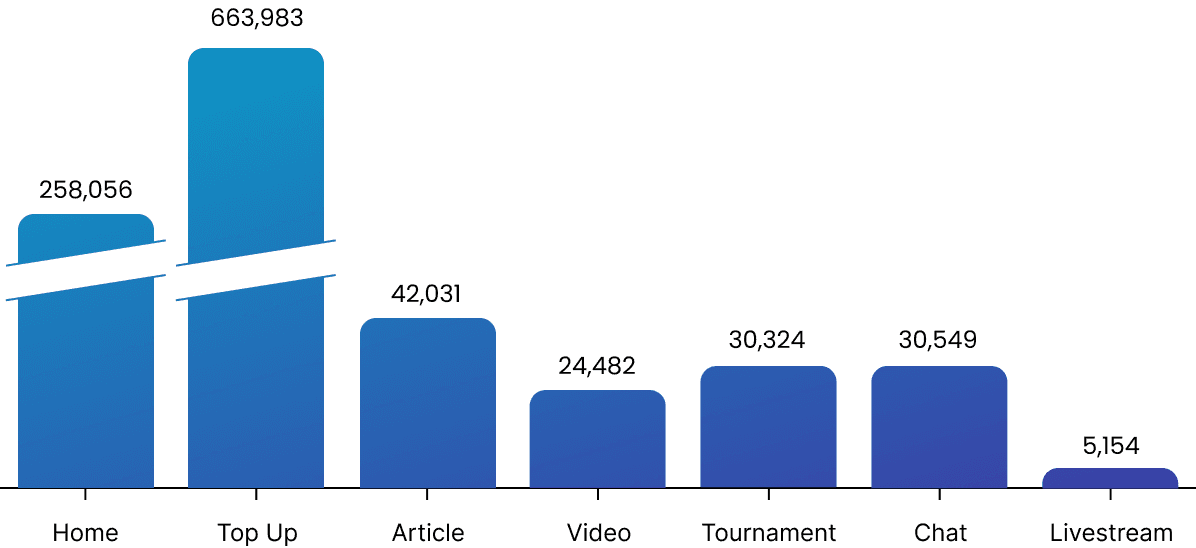 663,983
258,056
42,031
30,324
30,549
24,482
5,154
Home
Top Up
Article
Video
Tournament
Chat
Livestream